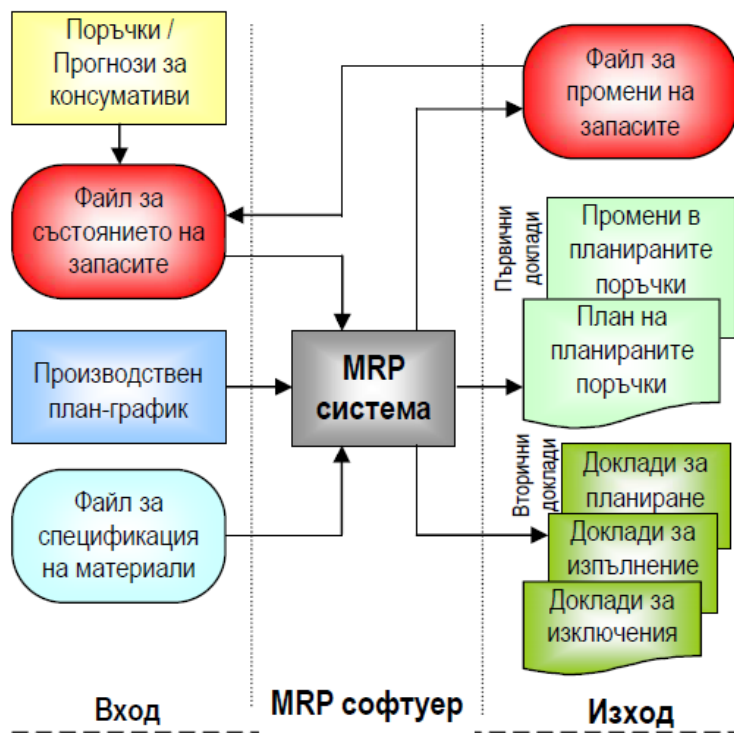 Поръчки /
Прогнози за
консумативи
Файл за
състоянието на
запасите
Производствен
план-график
Файл за
спецификация
на материали
Вход
MRP
система
MRP софтуер
Файл за
промени на
запасите
Първични
доклади
Промени в
планираните
поръчки
План на
планираните
поръчки
Вторични
доклади
Доклади за
планиране
Доклади за
изпълнение
Доклади за
изключения
Изход